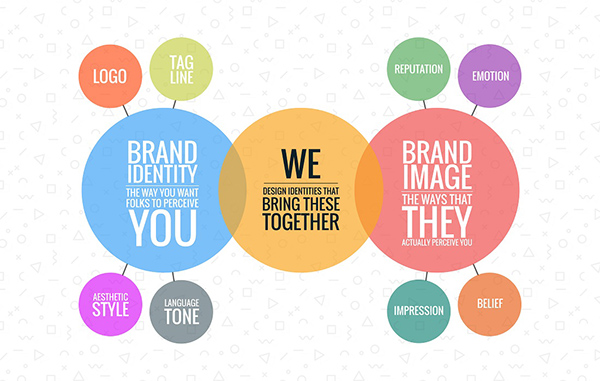 LOGO
TAG
LINE
BRAND
IDENTITY
THE WAY YOU WANT
FOLKS TO PERCEIVE
YOU
AESTHETIC
STYLE
LANGUAGE
TONE
WE
DESIGN IDENTITIES THAT
BRING THESE
TOGETHER
REPUTATION
EMOTION
BRAND
IMAGE
THE WAYS THAT
THEY
ACTUALLY PERCEIVE YOU
IMPRESSION
BELIEF